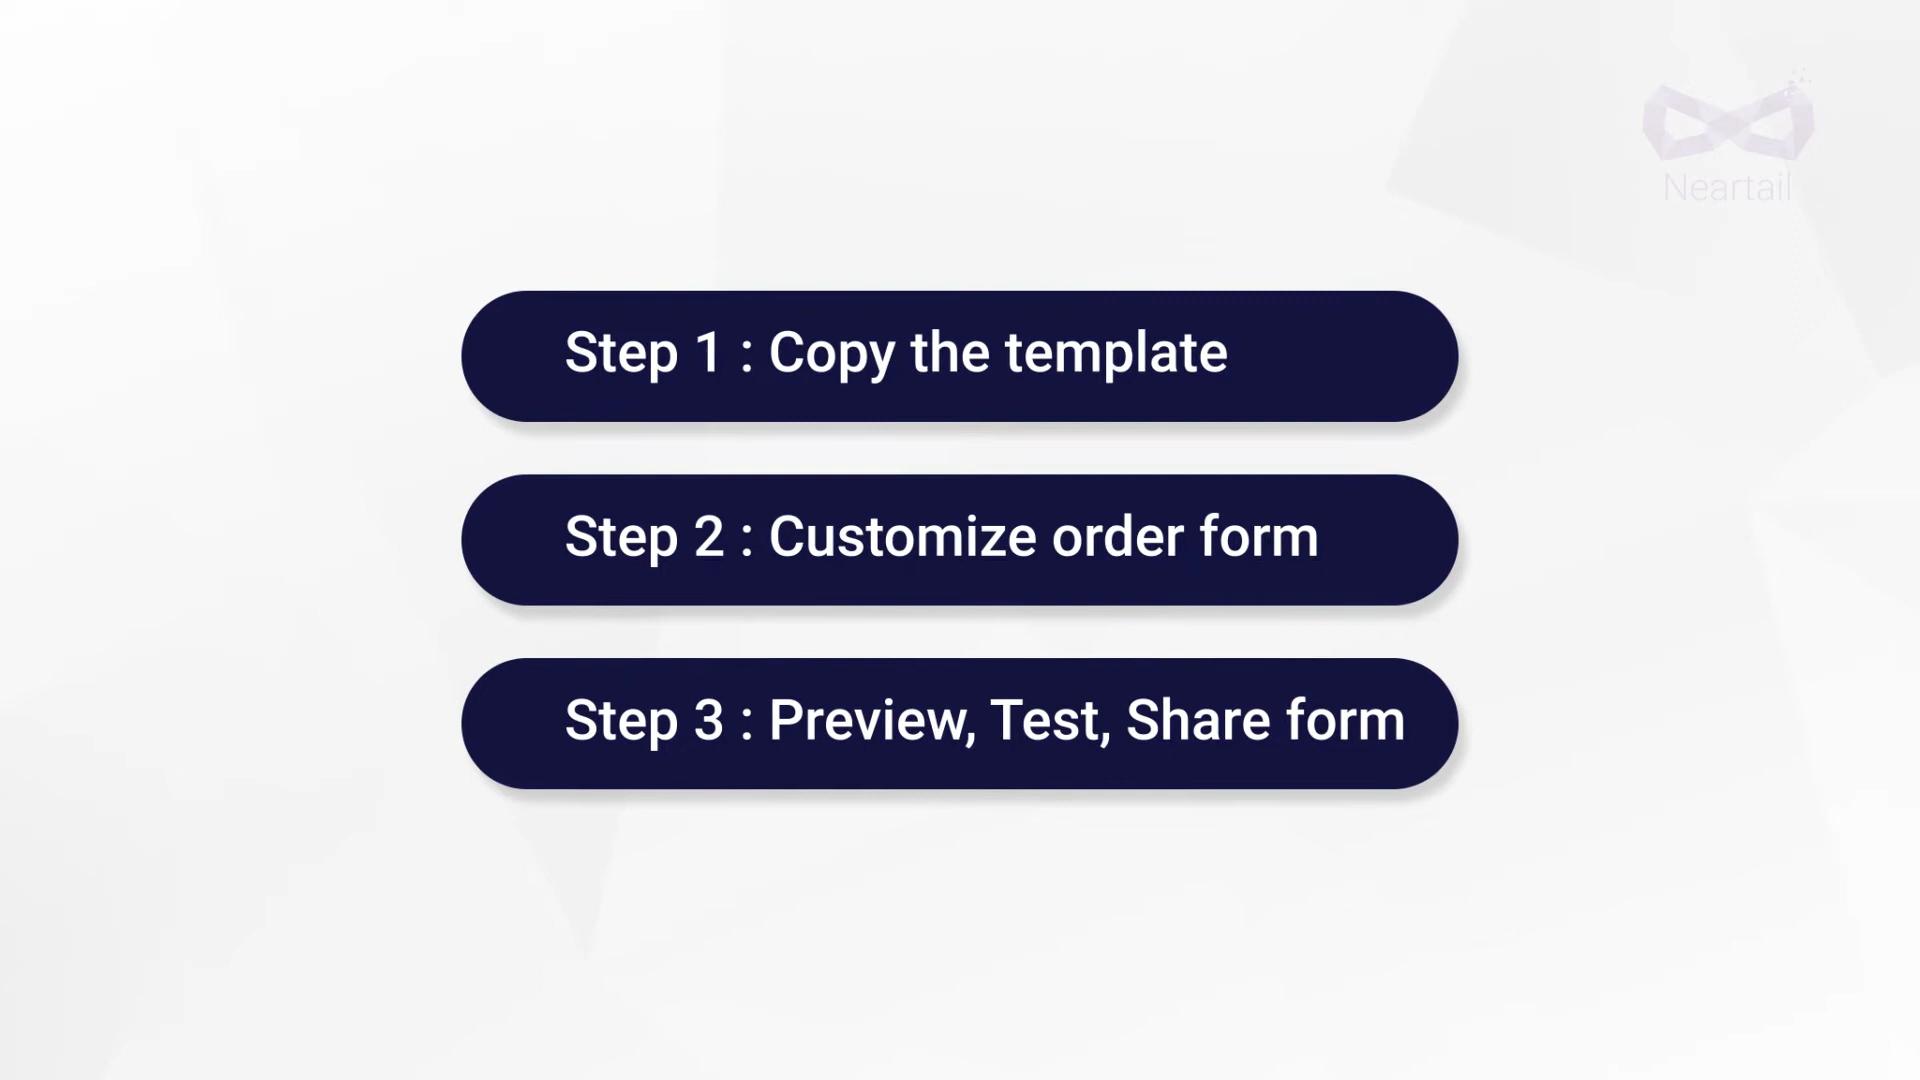 Neartail
Step 1 : Copy the template
Step 2 : Customize order form
Step 3 : Preview, Test, Share form